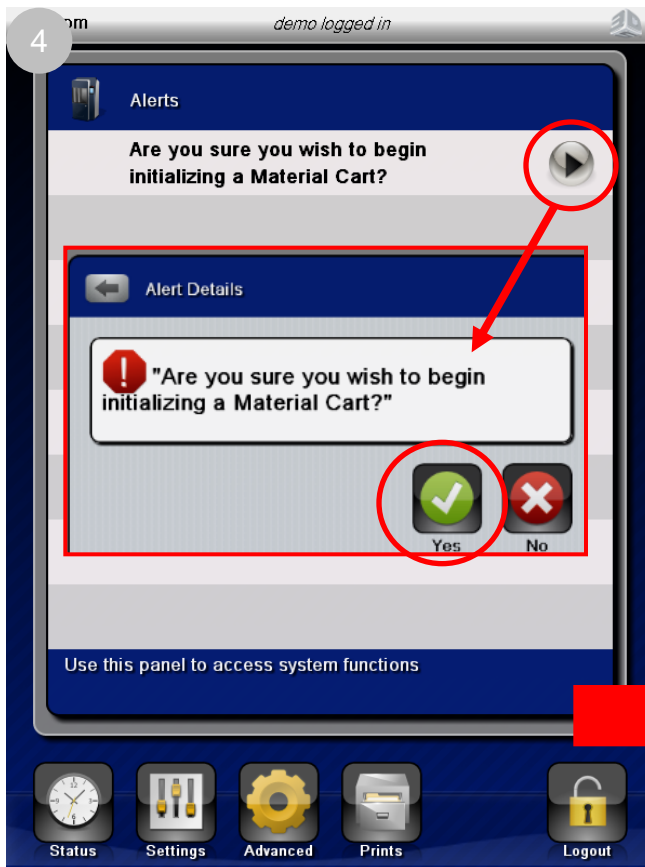 4
om
demo logged in
Alerts
Are you sure you wish to begin
initializing a Material Cart?
Alert Details
"Are you sure you wish to begin
initializing a Material Cart?"
Yes
No
Use this panel to access system functions
Status
Settings
Advanced
Prints
Logout